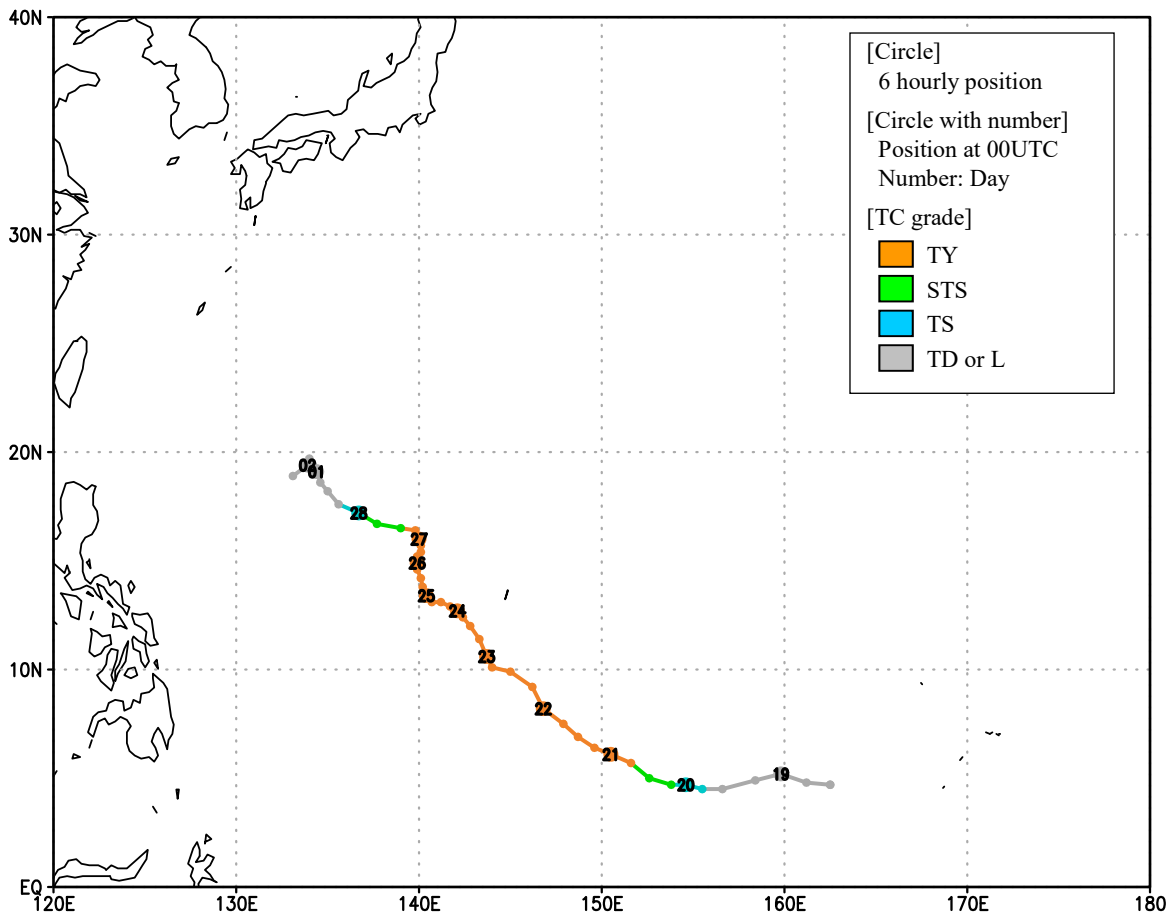 40N
[Circle]
6 hourly position
[Circle with number]
Position at 00UTC
Number: Day
[TC grade]
30N
TY
STS
TS
TD or L
20N
02
01
28
27
26
25
24
23
10N
22
21
20
19
EQ
120E 130E 140E 150E 160E 170E 180